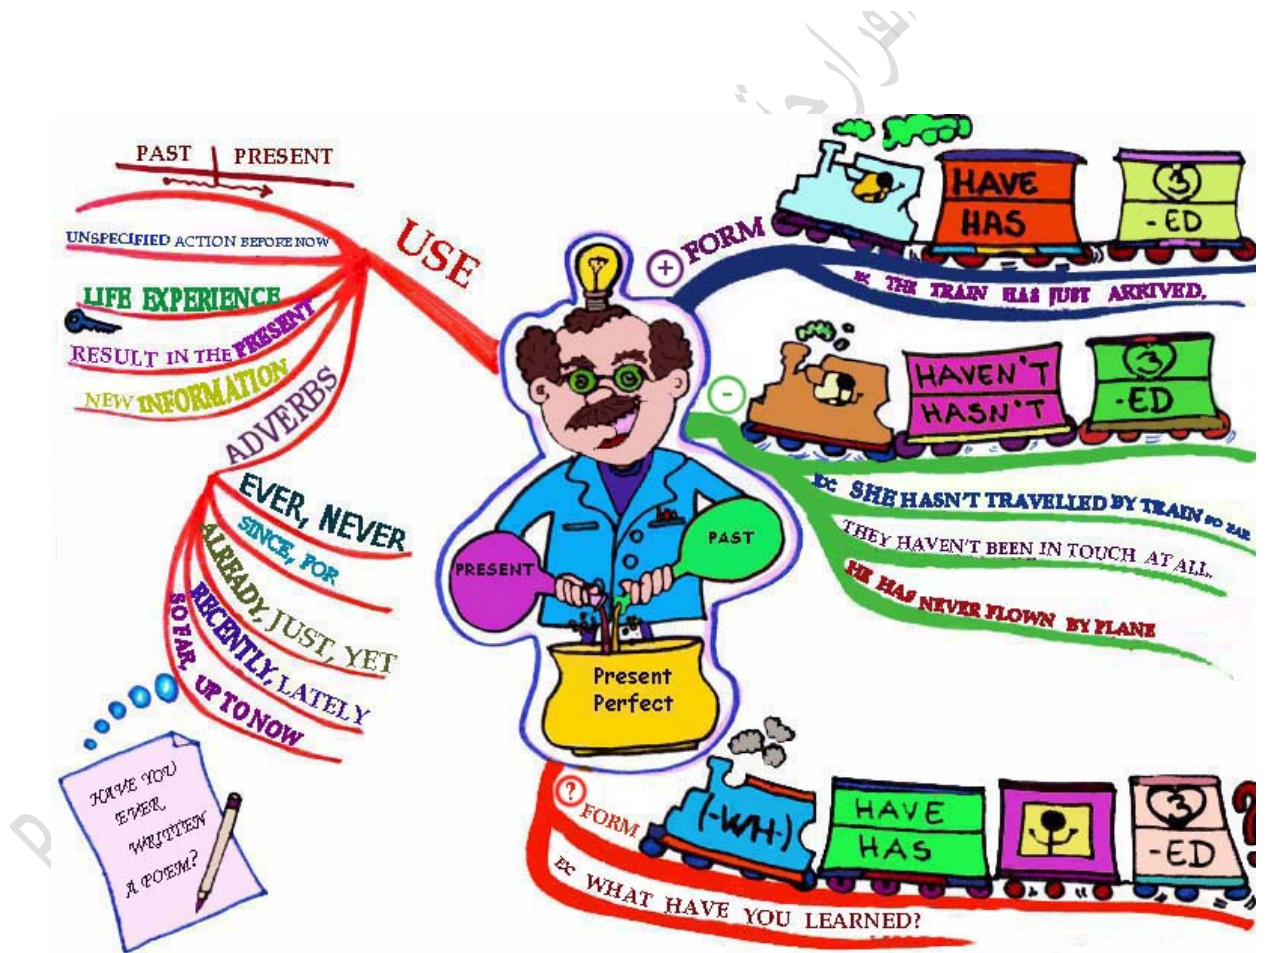 PAST PRESENT
USE
UNSPECIFIED ACTION BEFORE NOW
LIFE EXPERIENCE
RESULT IN THE PRESENT
NEW INFORMATION
ADVERBS
EVER, NEVER
SINCE, FOR
ALREADY, JUST, YET
RECENTLY, LATELY
SO FAR, UP TO NOW
HAVE YOU
EVER
WRITTEN
A POEM?
PRESENT
PAST
Present
Perfect
+ FORM
HAVE
HAS
3
-ED
EX: THE TRAIN HAS JUST ARRIVED.
-
HAVEN'T
HASN'T
3
-ED
EX: SHE HASN'T TRAVELLED BY TRAIN SO FAR
THEY HAVEN'T BEEN IN TOUCH AT ALL.
HE HAS NEVER FLOWN BY PLANE
? FORM
(-WH-)
HAVE
HAS
3
-ED
?
EX: WHAT HAVE YOU LEARNED?